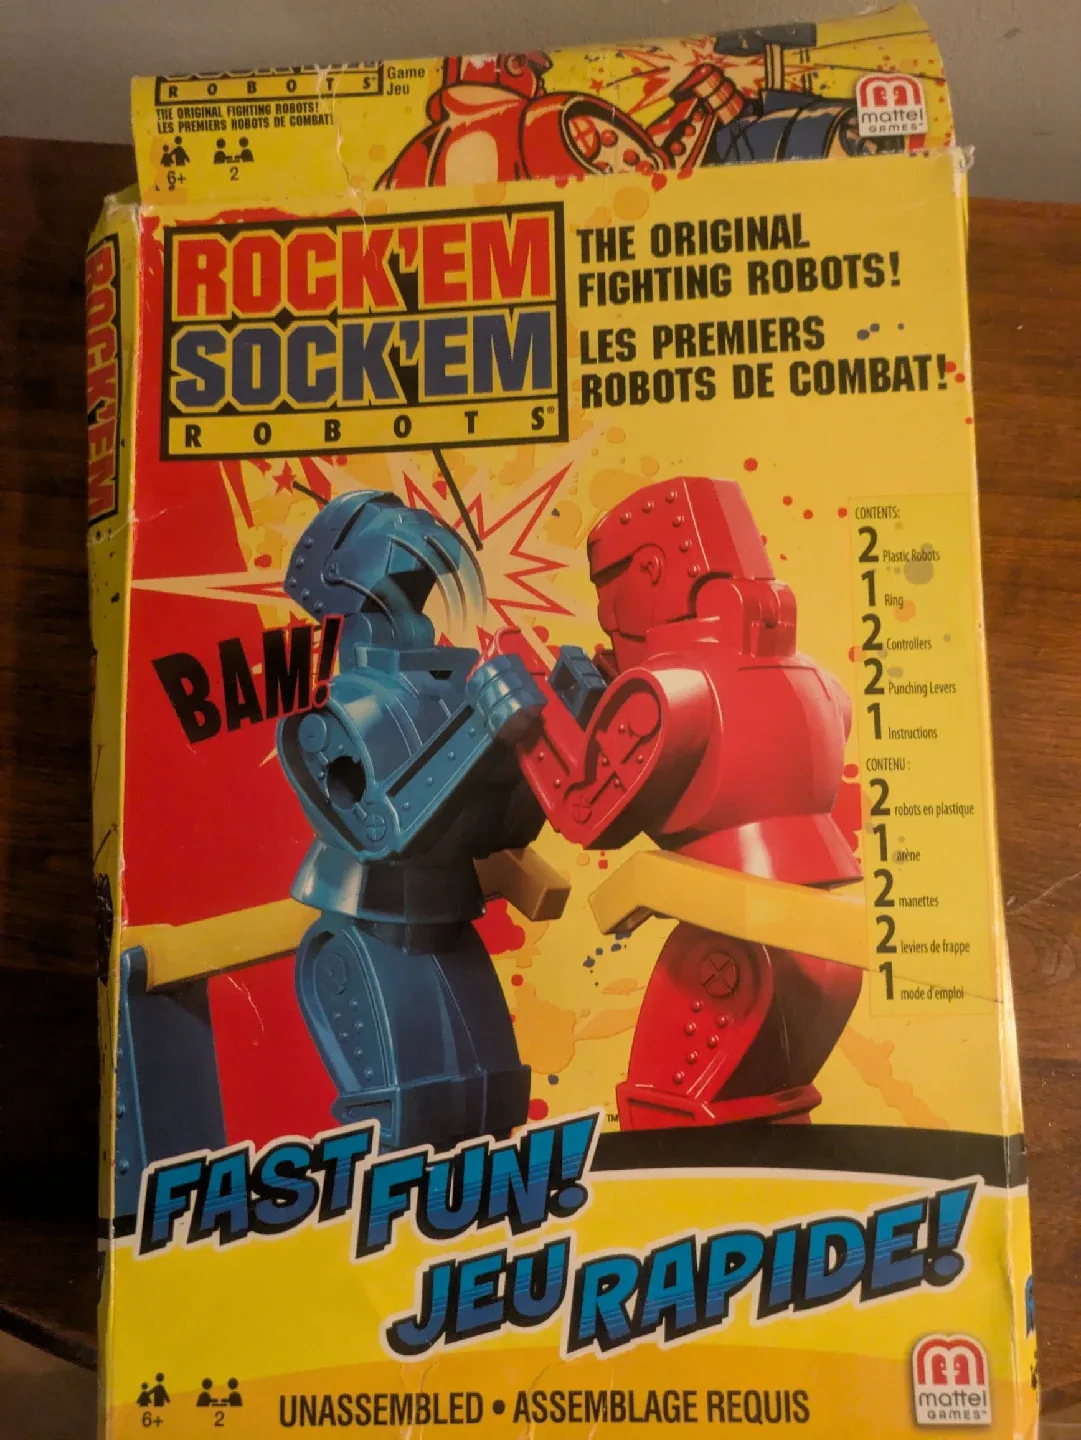 ROBOTS®
Game
Jeu
THE ORIGINAL FIGHTING ROBOTS!
LES PREMIERS ROBOTS DE COMBAT!
6+
2
mattel
GAMES™
ROCK'EM
ROCK'EM
SOCK'EM
ROBOTS®
THE ORIGINAL
FIGHTING ROBOTS!
LES PREMIERS
ROBOTS DE COMBAT!
BAM!
CONTENTS:
2 Plastic Robots
1 Ring
2 Controllers
2 Punching Levers
1 Instructions
CONTENU :
2 robots en plastique
1 arène
2 manettes
2 leviers de frappe
1 mode d'emploi
TM
FAST FUN!
JEU RAPIDE!
6+
2
UNASSEMBLED • ASSEMBLAGE REQUIS
mattel
GAMES™